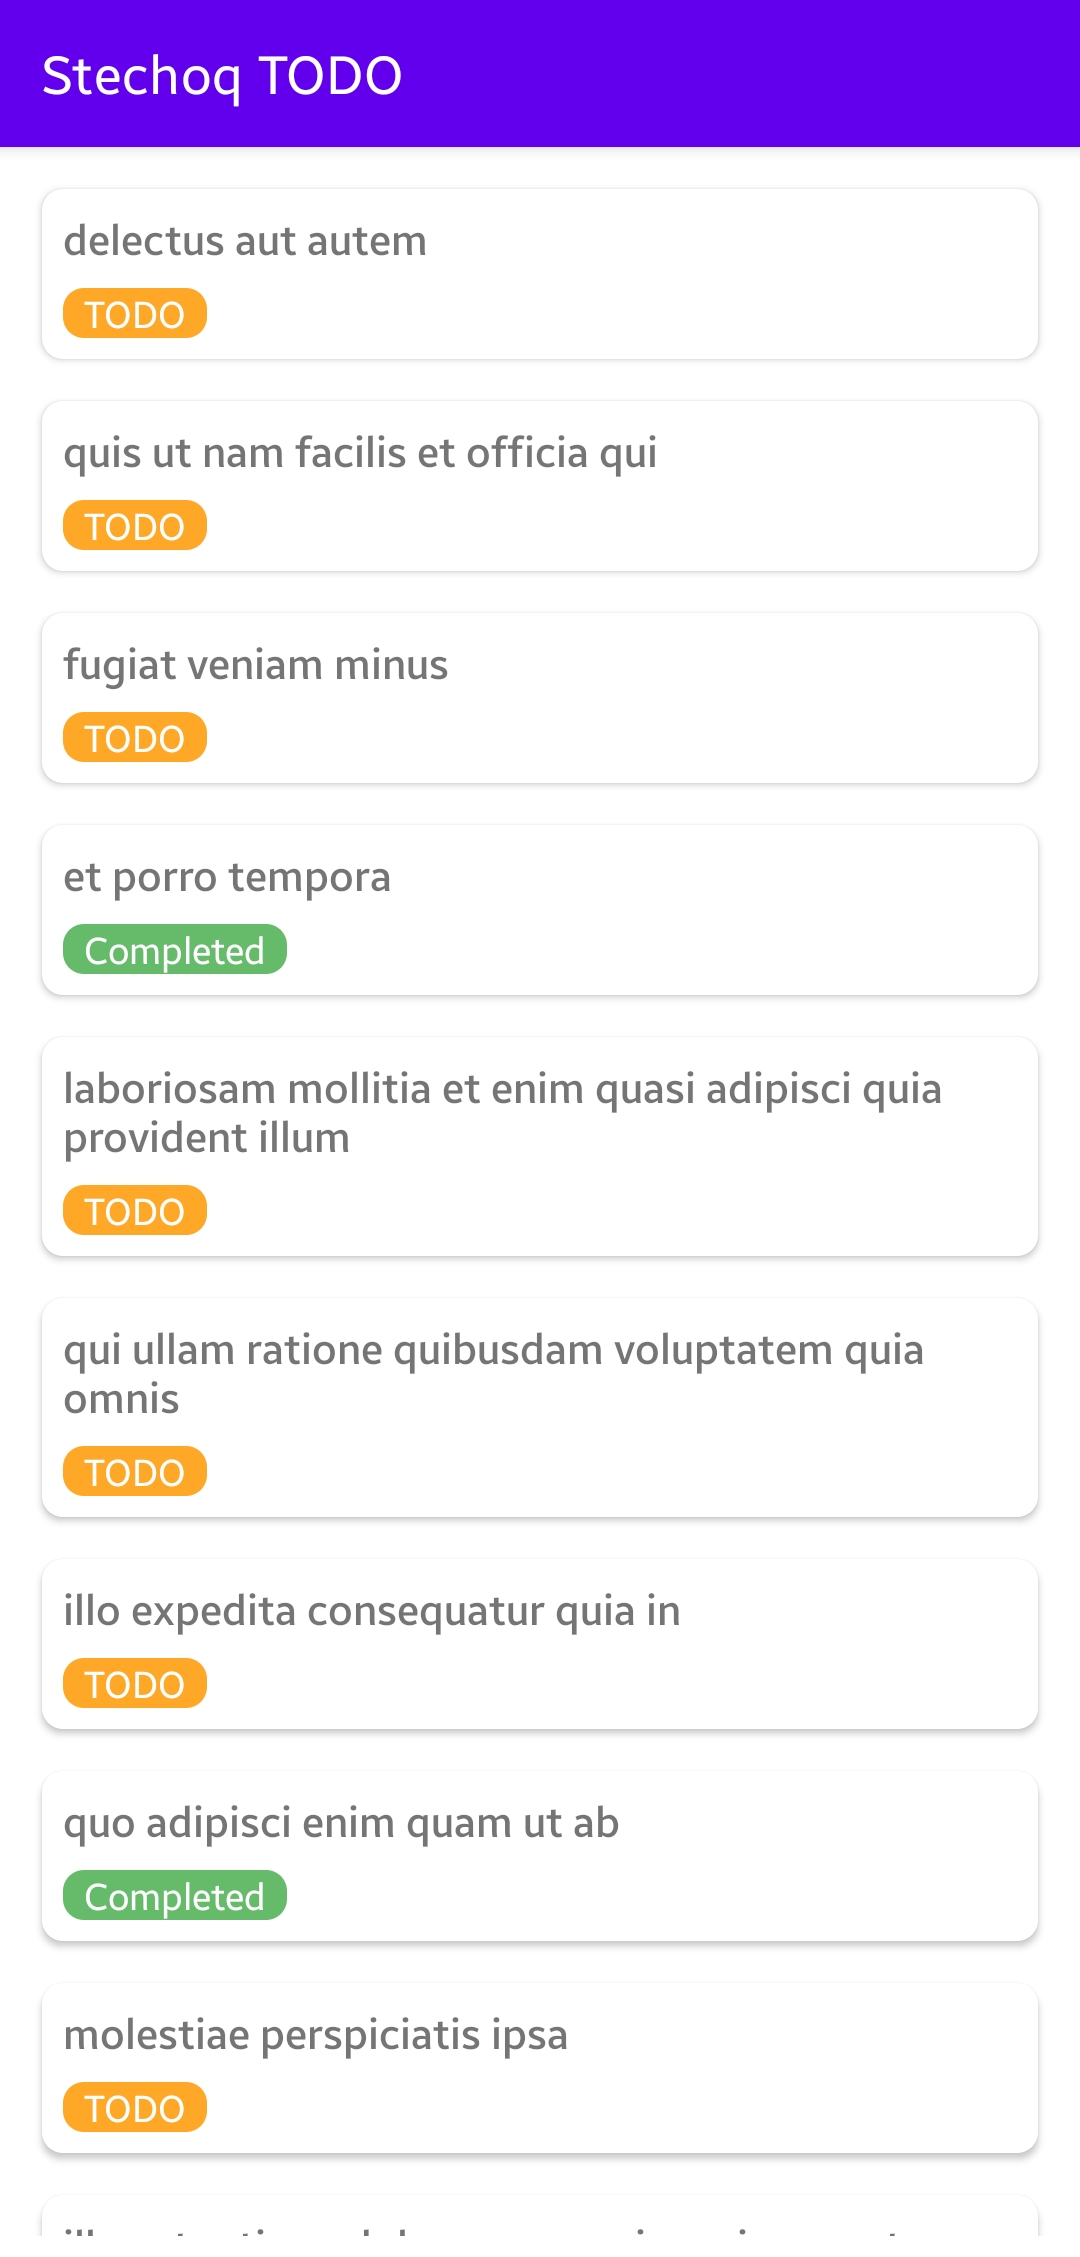 Stechoq TODO
delectus aut autem
TODO
quis ut nam facilis et officia qui
TODO
fugiat veniam minus
TODO
et porro tempora
Completed
laboriosam mollitia et enim quasi adipisci quia
provident illum
TODO
qui ullam ratione quibusdam voluptatem quia
omnis
TODO
illo expedita consequatur quia in
TODO
quo adipisci enim quam ut ab
Completed
molestiae perspiciatis ipsa
TODO